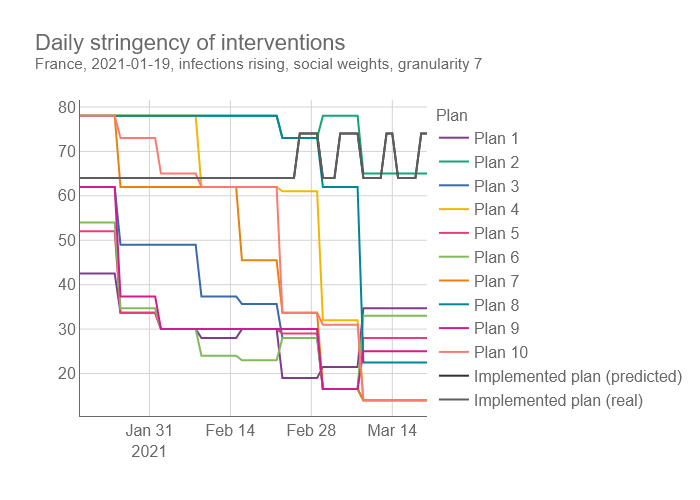 Daily stringency of interventions
France, 2021-01-19, infections rising, social weights, granularity 7
80
70
60
50
40
30
20
Jan 31
2021
Feb 14
Feb 28
Mar 14
Plan
Plan 1
Plan 2
Plan 3
Plan 4
Plan 5
Plan 6
Plan 7
Plan 8
Plan 9
Plan 10
Implemented plan (predicted)
Implemented plan (real)